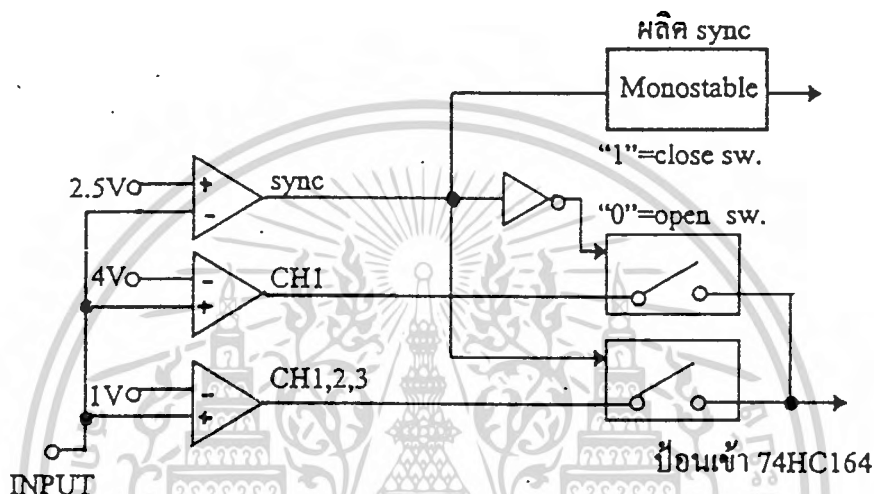 ผลิต sync
Monostable
"1"=close sw.
2.5V
+
-
sync
"0"=open sw.
4V
-
+
CH1
1V
-
+
CH1,2,3
INPUT
ป้อนเข้า 74HC164